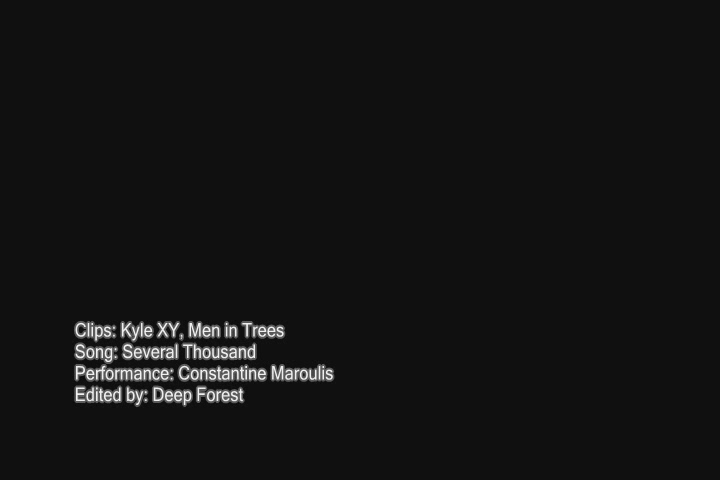 Clips: Kyle XY, Men in Trees
Song: Several Thousand
Performance: Constantine Maroulis
Edited by: Deep Forest